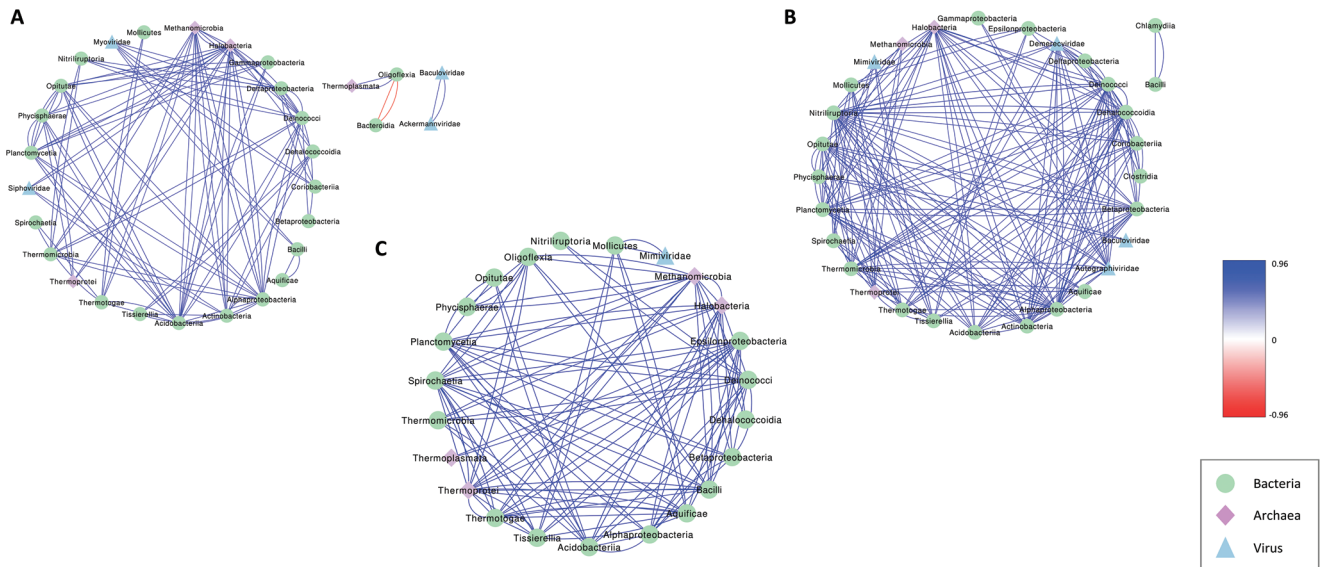 A
Methanomicrobia
Mollicutes
Halobacteria
Myoviridae
Gammaproteobacteria
Nitriliruptoria
Deltaproteobacteria
Opitutae
Deinococci
Phycisphaerae
Dehalococcoidia
Planctomycetia
Coriobacteriia
Siphoviridae
Betaproteobacteria
Spirochaetia
Bacilli
Thermomicrobia
Aquificae
Thermoprotei
Alphaproteobacteria
Thermotogae
Actinobacteria
Tissierellia
Acidobacteriia
Oligoflexia
Thermoplasmata
Bacteroidia
Baculoviridae
Ackermannviridae
B
Gammaproteobacteria
Halobacteria
Epsilonproteobacteria
Methanomicrobia
Demerecviridae
Mimiviridae
Deltaproteobacteria
Mollicutes
Deinococci
Nitriliruptoria
Dehalococcoidia
Opitutae
Coriobacteriia
Phycisphaerae
Clostridia
Planctomycetia
Betaproteobacteria
Spirochaetia
Baculoviridae
Thermomicrobia
Autographiviridae
Thermoprotei
Aquificae
Thermotogae
Alphaproteobacteria
Tissierellia
Actinobacteria
Acidobacteriia
Chlamydiia
Bacilli
C
Nitriliruptoria
Mollicutes
Oligoflexia
Mimiviridae
Opitutae
Methanomicrobia
Phycisphaerae
Halobacteria
Planctomycetia
Epsilonproteobacteria
Spirochaetia
Deinococci
Thermomicrobia
Dehalococcoidia
Thermoplasmata
Betaproteobacteria
Thermoprotei
Bacilli
Thermotogae
Aquificae
Tissierellia
Alphaproteobacteria
Acidobacteriia
0.96
0
-0.96
Bacteria
Archaea
Virus